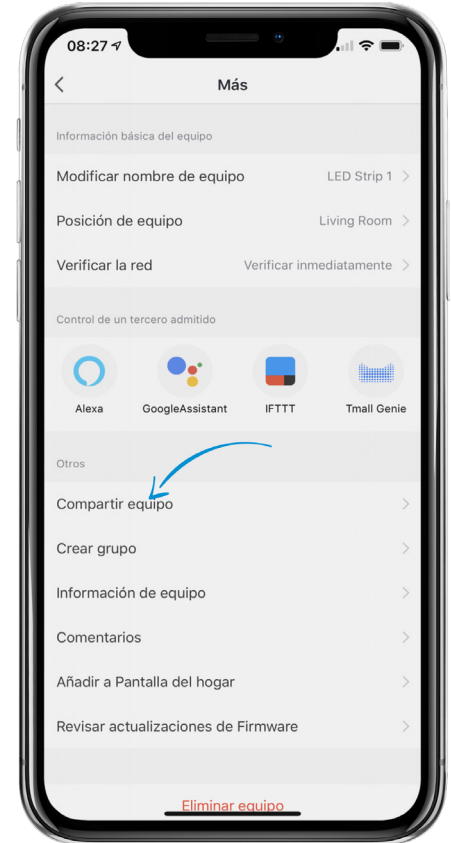 08:27
Más
Información básica del equipo
Modificar nombre de equipo LED Strip 1
Posición de equipo Living Room
Verificar la red Verificar inmediatamente
Control de un tercero admitido
Alexa GoogleAssistant IFTTT Tmall Genie
Otros
Compartir equipo
Crear grupo
Información de equipo
Comentarios
Añadir a Pantalla del hogar
Revisar actualizaciones de Firmware
Eliminar equipo